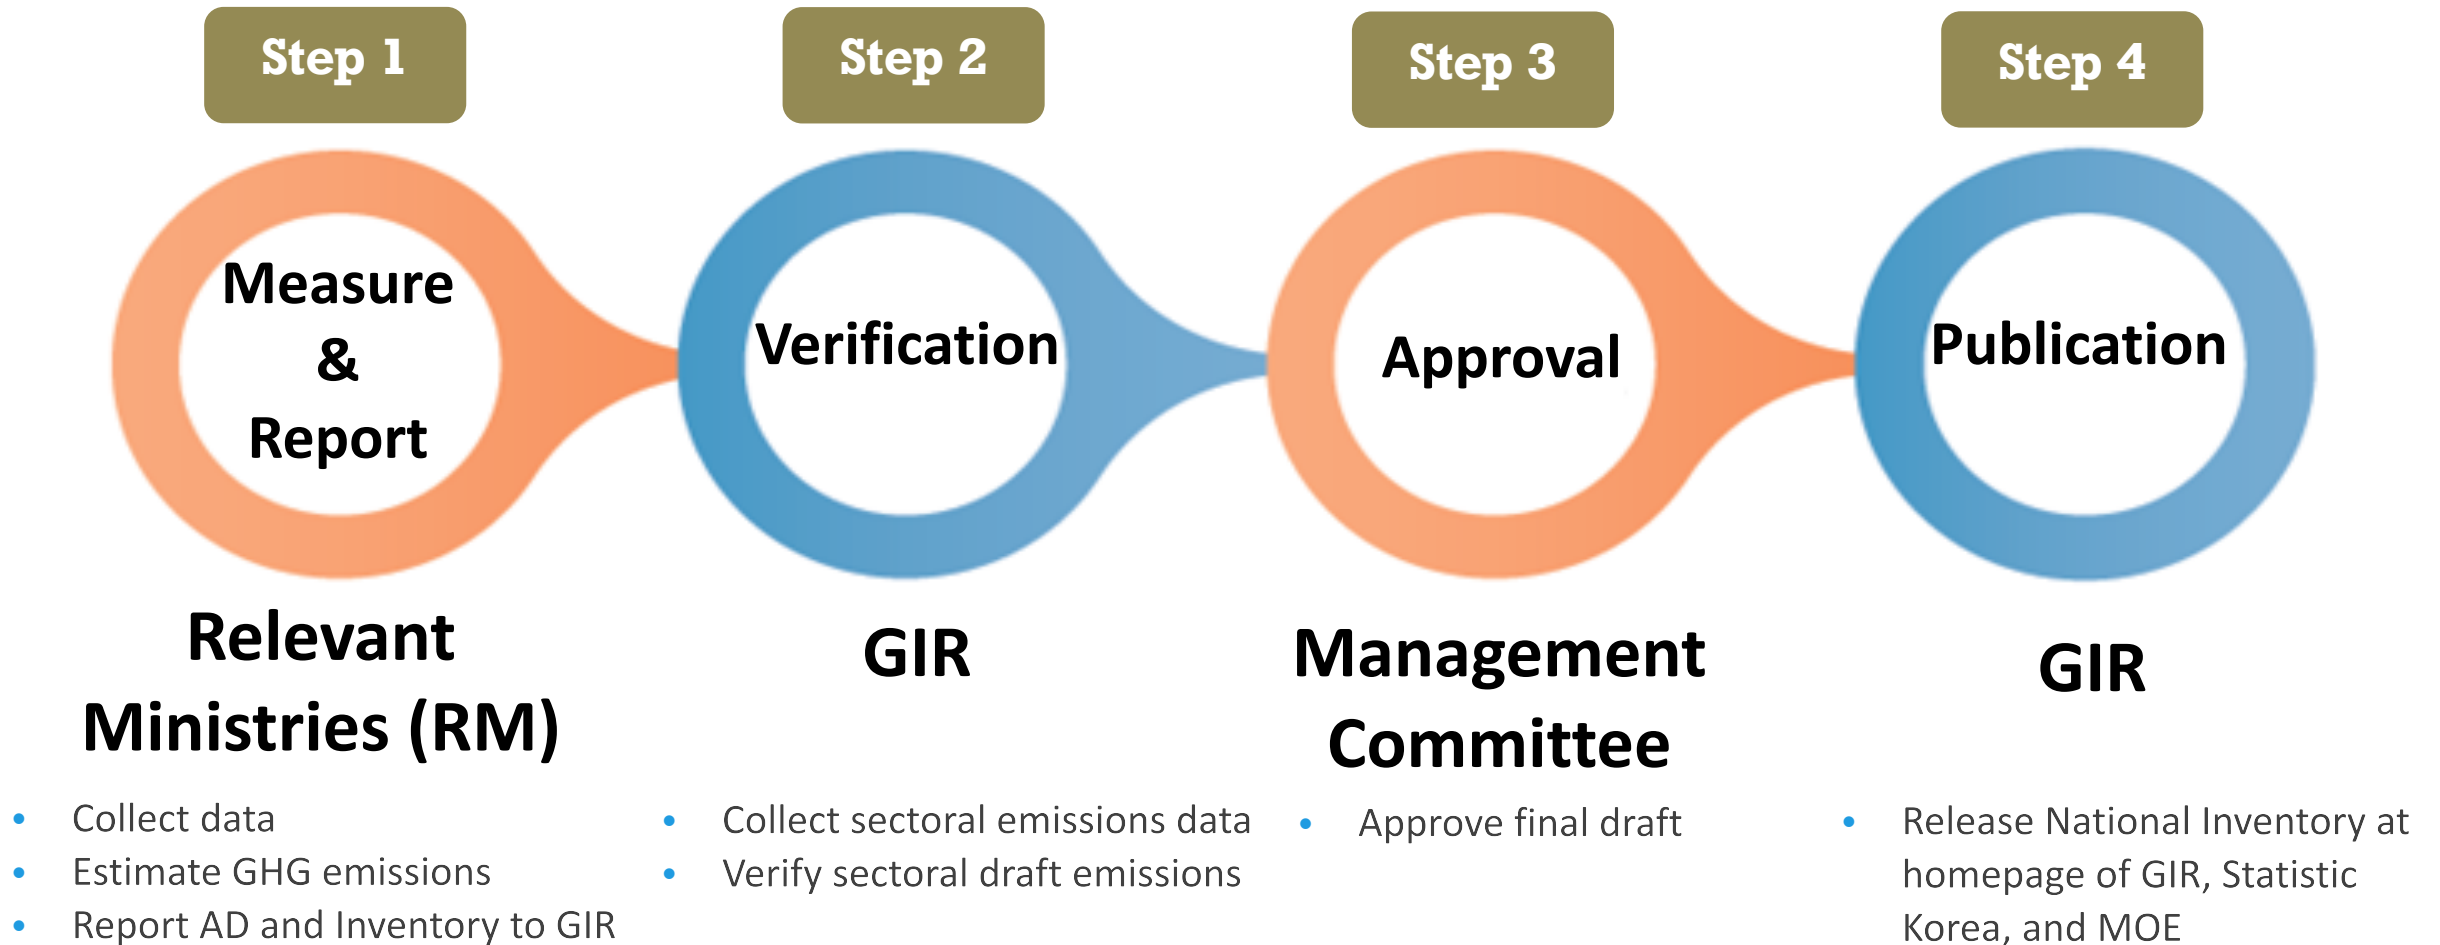 Step 1
Step 2
Step 3
Step 4
Measure
&
Report
Verification
Approval
Publication
Relevant
Ministries (RM)
GIR
Management
Committee
GIR
• Collect data
• Estimate GHG emissions
• Report AD and Inventory to GIR
• Collect sectoral emissions data
• Verify sectoral draft emissions
• Approve final draft
• Release National Inventory at
homepage of GIR, Statistic
Korea, and MOE